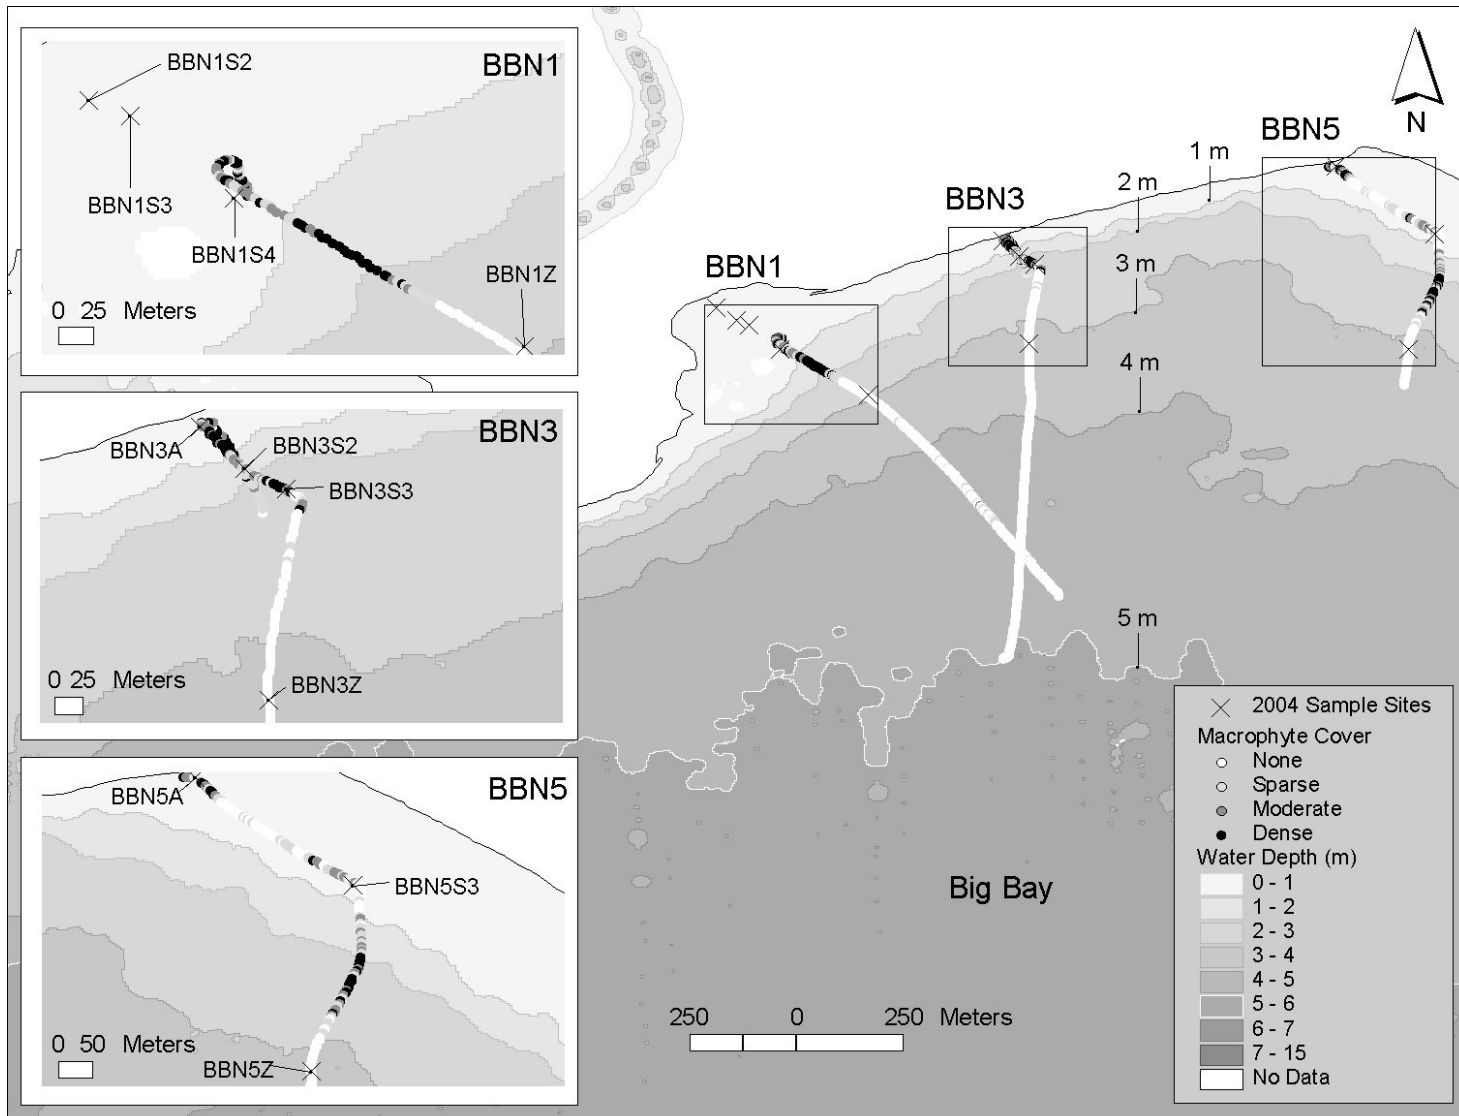 BBN1
BBN1S2
BBN1S3
BBN1S4
BBN1Z
0 25 Meters
BBN3
BBN3A
BBN3S2
BBN3S3
BBN3Z
0 25 Meters
BBN5
BBN5A
BBN5S3
BBN5Z
0 50 Meters
N
BBN5
1 m
2 m
BBN3
3 m
BBN1
4 m
5 m
Big Bay
250 0 250 Meters
2004 Sample Sites
Macrophyte Cover
None
Sparse
Moderate
Dense
Water Depth (m)
0 - 1
1 - 2
2 - 3
3 - 4
4 - 5
5 - 6
6 - 7
7 - 15
No Data